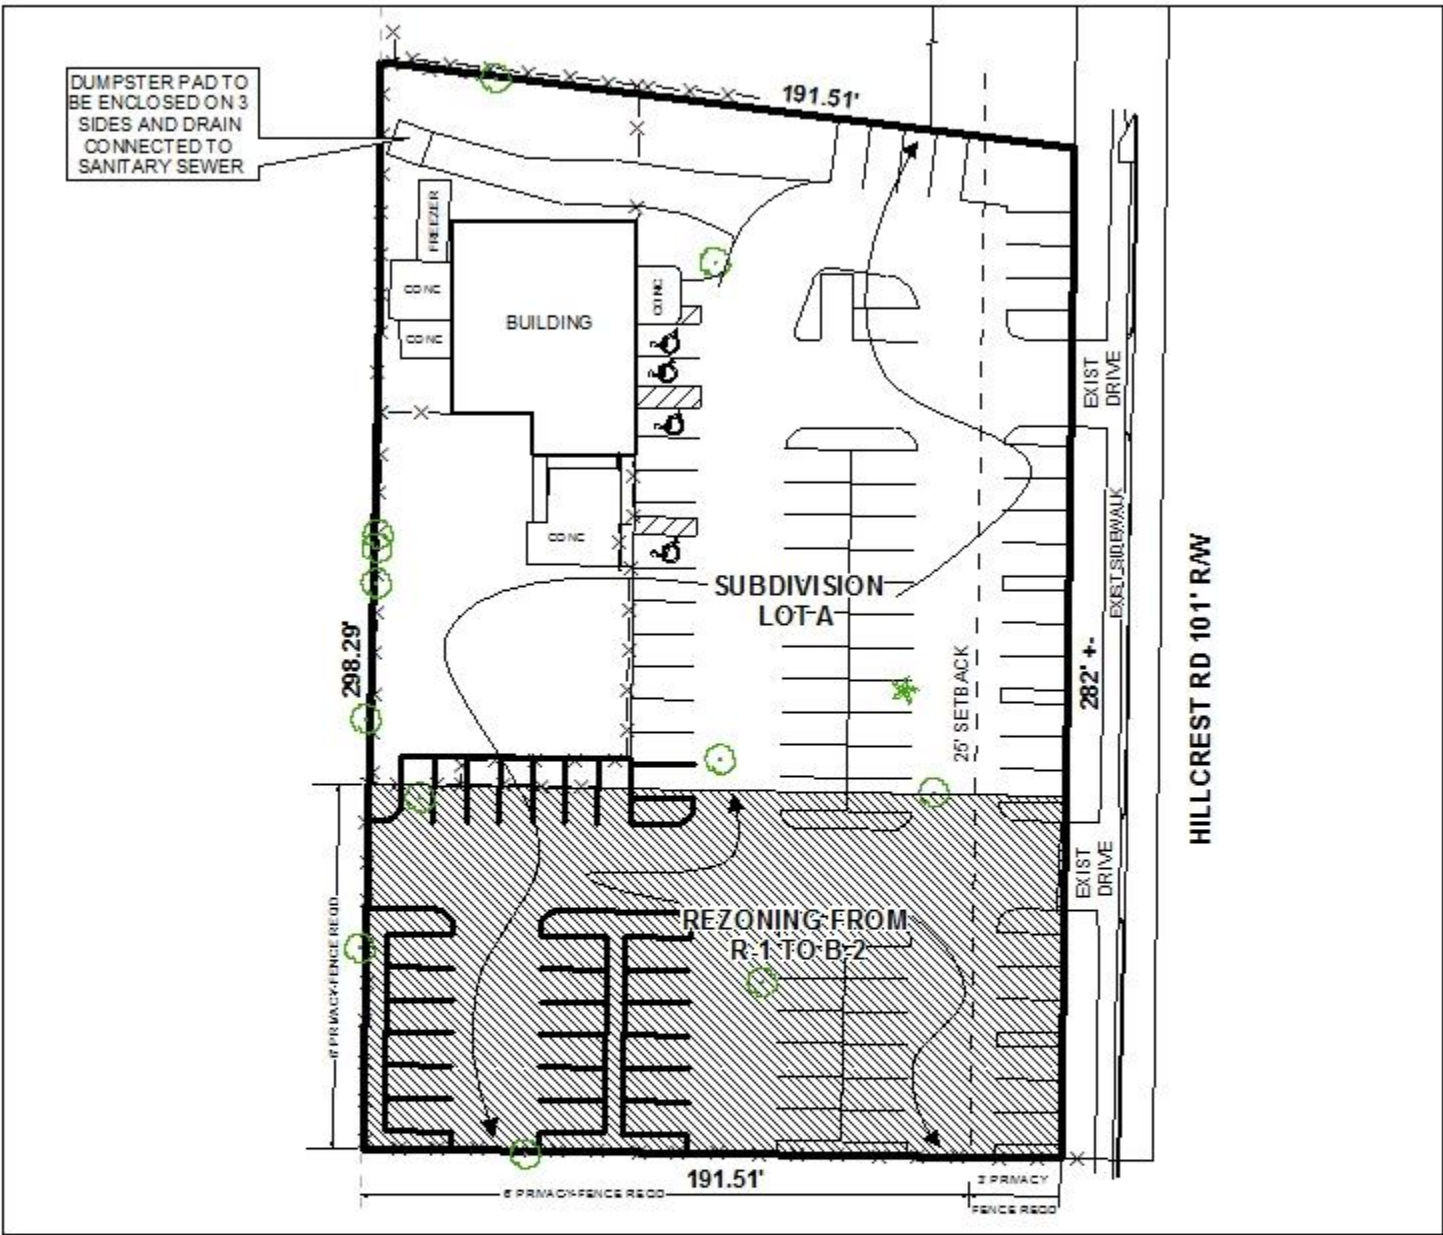 DUMPSTER PAD TO
BE ENCLOSED ON 3
SIDES AND DRAIN
CONNECTED TO
SANITARY SEWER
191.51'
FREEZER
CONC
CONC
CONC
BUILDING
EXIST
DRIVE
CONC
EXIST SIDEWALK
SUBDIVISION
LOT A
298.29'
25' SETBACK
282' +-
HILLCREST RD 101' R/W
EXIST
DRIVE
6' PRIVACY FENCE REQD
REZONING FROM
R-1 TO B-2
191.51'
6' PRIVACY FENCE REQD
3' PRIVACY
FENCE REQD